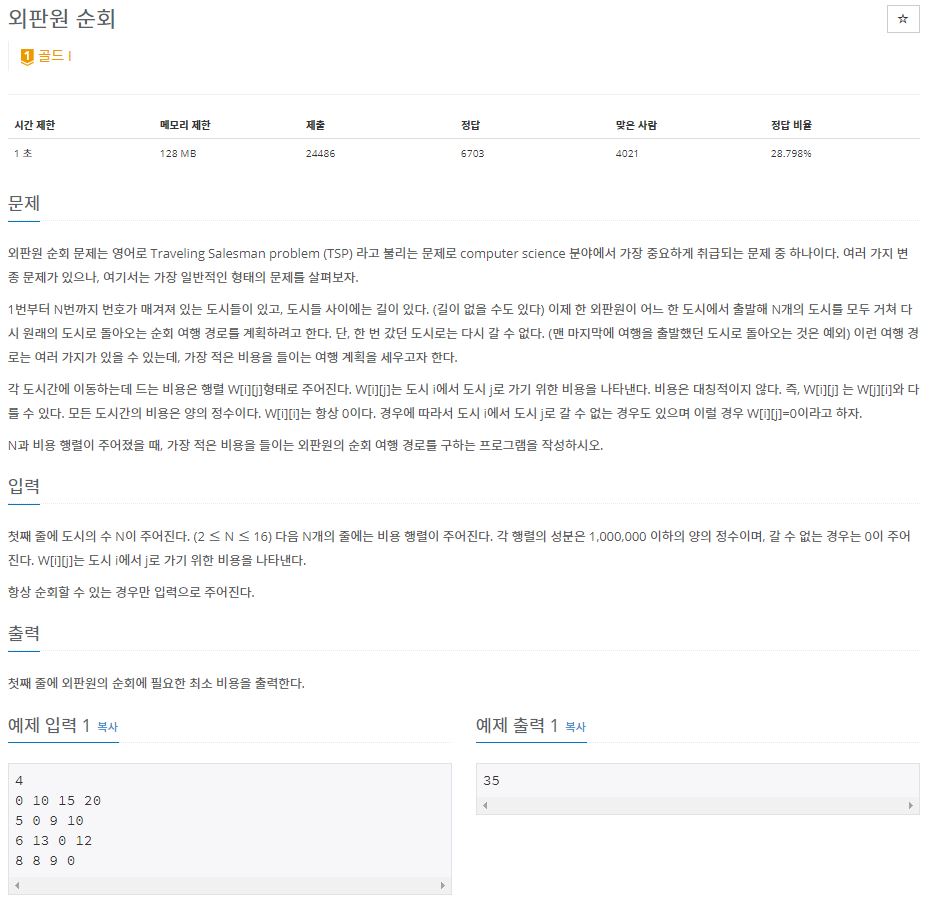 외판원 순회
☆
1 골드 I
시간 제한 메모리 제한 제출 정답 맞은 사람 정답 비율
1 초 128 MB 24486 6703 4021 28.798%
문제
외판원 순회 문제는 영어로 Traveling Salesman problem (TSP) 라고 불리는 문제로 computer science 분야에서 가장 중요하게 취급되는 문제 중 하나이다. 여러 가지 변
종 문제가 있으나, 여기서는 가장 일반적인 형태의 문제를 살펴보자.
1번부터 N번까지 번호가 매겨져 있는 도시들이 있고, 도시들 사이에는 길이 있다. (길이 없을 수도 있다) 이제 한 외판원이 어느 한 도시에서 출발해 N개의 도시를 모두 거쳐 다
시 원래의 도시로 돌아오는 순회 여행 경로를 계획하려고 한다. 단, 한 번 갔던 도시로는 다시 갈 수 없다. (맨 마지막에 여행을 출발했던 도시로 돌아오는 것은 예외) 이런 여행 경
로는 여러 가지가 있을 수 있는데, 가장 적은 비용을 들이는 여행 계획을 세우고자 한다.
각 도시간에 이동하는데 드는 비용은 행렬 W[i][j]형태로 주어진다. W[i][j]는 도시 i에서 도시 j로 가기 위한 비용을 나타낸다. 비용은 대칭적이지 않다. 즉, W[i][j] 는 W[j][i]와 다
를 수 있다. 모든 도시간의 비용은 양의 정수이다. W[i][i]는 항상 0이다. 경우에 따라서 도시 i에서 도시 j로 갈 수 없는 경우도 있으며 이럴 경우 W[i][j]=0이라고 하자.
N과 비용 행렬이 주어졌을 때, 가장 적은 비용을 들이는 외판원의 순회 여행 경로를 구하는 프로그램을 작성하시오.
입력
첫째 줄에 도시의 수 N이 주어진다. (2 ≤ N ≤ 16) 다음 N개의 줄에는 비용 행렬이 주어진다. 각 행렬의 성분은 1,000,000 이하의 양의 정수이며, 갈 수 없는 경우는 0이 주어
진다. W[i][j]는 도시 i에서 j로 가기 위한 비용을 나타낸다.
항상 순회할 수 있는 경우만 입력으로 주어진다.
출력
첫째 줄에 외판원의 순회에 필요한 최소 비용을 출력한다.
예제 입력 1 복사
4
0 10 15 20
5 0 9 10
6 13 0 12
8 8 9 0
예제 출력 1 복사
35